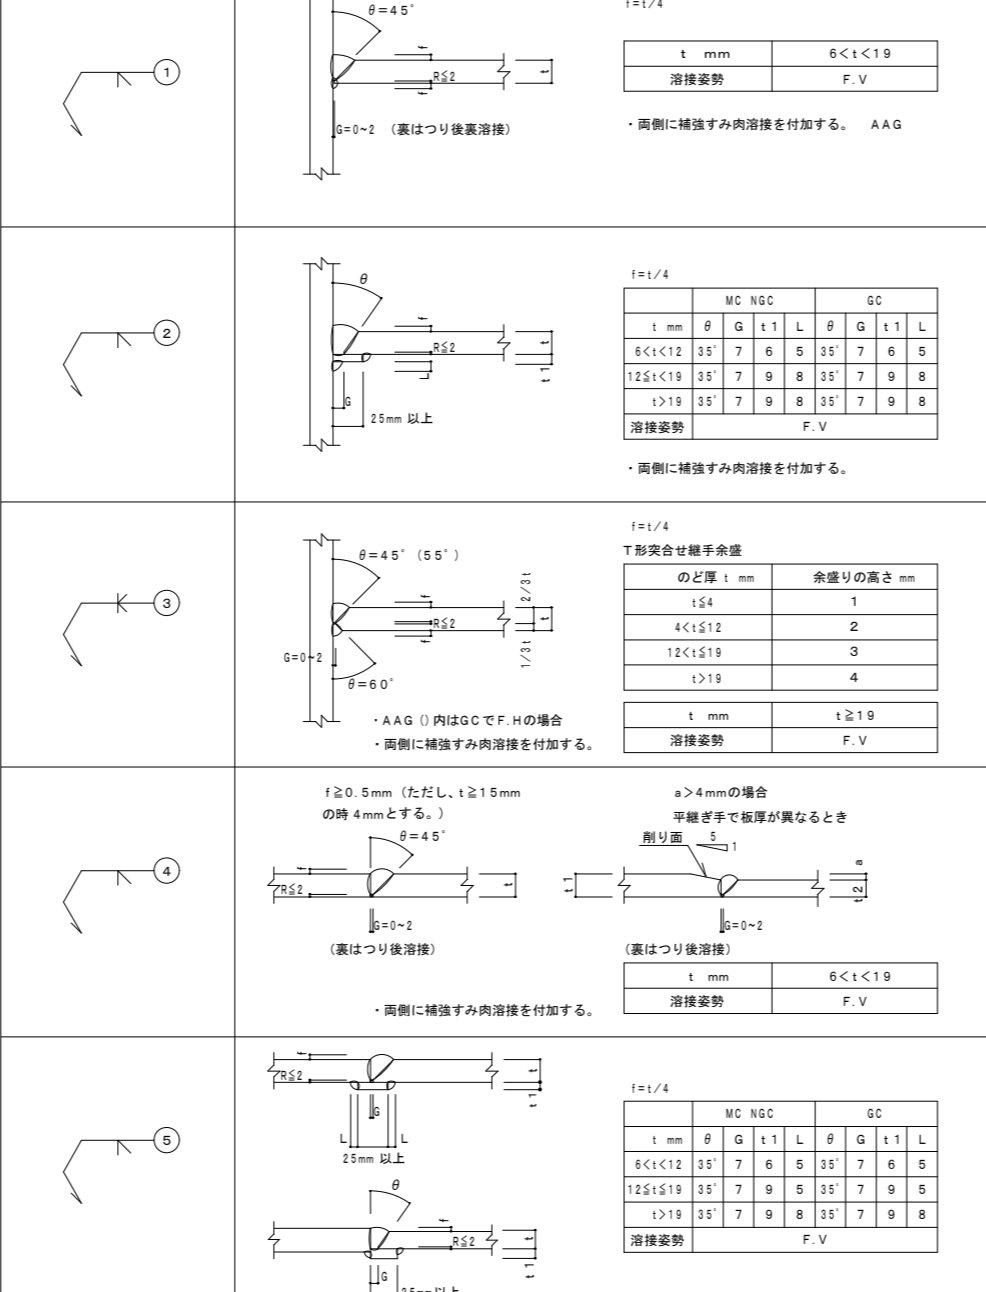 θ=45°
f=t/4
t mm 6<t<19
溶接姿勢 F.V
f
R≦2
f
t
1
G=0~2 (裏はつり後裏溶接)
・両側に補強すみ肉溶接を付加する。 AAG
θ
f
R≦2
t
t1
L
2
G
25mm 以上
f=t/4
MC NGC GC
t mm θ G t1 L θ G t1 L
6<t<12 35° 7 6 5 35° 7 6 5
12≦t<19 35° 7 9 8 35° 7 9 8
t>19 35° 7 9 8 35° 7 9 8
溶接姿勢 F.V
・両側に補強すみ肉溶接を付加する。
θ=45° (55°)
f
R≦2
f
2/3t
t
1/3t
3
G=0~2
θ=60°
・AAG ()内はGCでF.Hの場合
・両側に補強すみ肉溶接を付加する。
f=t/4
T形突合せ継手余盛
のど厚 t mm 余盛りの高さ mm
t≦4 1
4<t≦12 2
12<t≦19 3
t>19 4
t mm t≧19
溶接姿勢 F.V
f≧0.5mm (ただし、t≧15mm
の時 4mmとする。)
θ=45°
f
R≦2
t
4
G=0~2
(裏はつり後溶接)
・両側に補強すみ肉溶接を付加する。
a>4mmの場合
平継ぎ手で板厚が異なるとき
削り面 5
1
t1
a
t2
G=0~2
(裏はつり後溶接)
t mm 6<t<19
溶接姿勢 F.V
f
R≦2
t
t1
G
L L
25mm 以上
5
θ
f
R≦2
t
t1
G
25mm以上
f=t/4
MC NGC GC
t mm θ G t1 L θ G t1 L
6<t<12 35° 7 6 5 35° 7 6 5
12≦t≦19 35° 7 9 5 35° 7 9 5
t>19 35° 7 9 8 35° 7 9 8
溶接姿勢 F.V